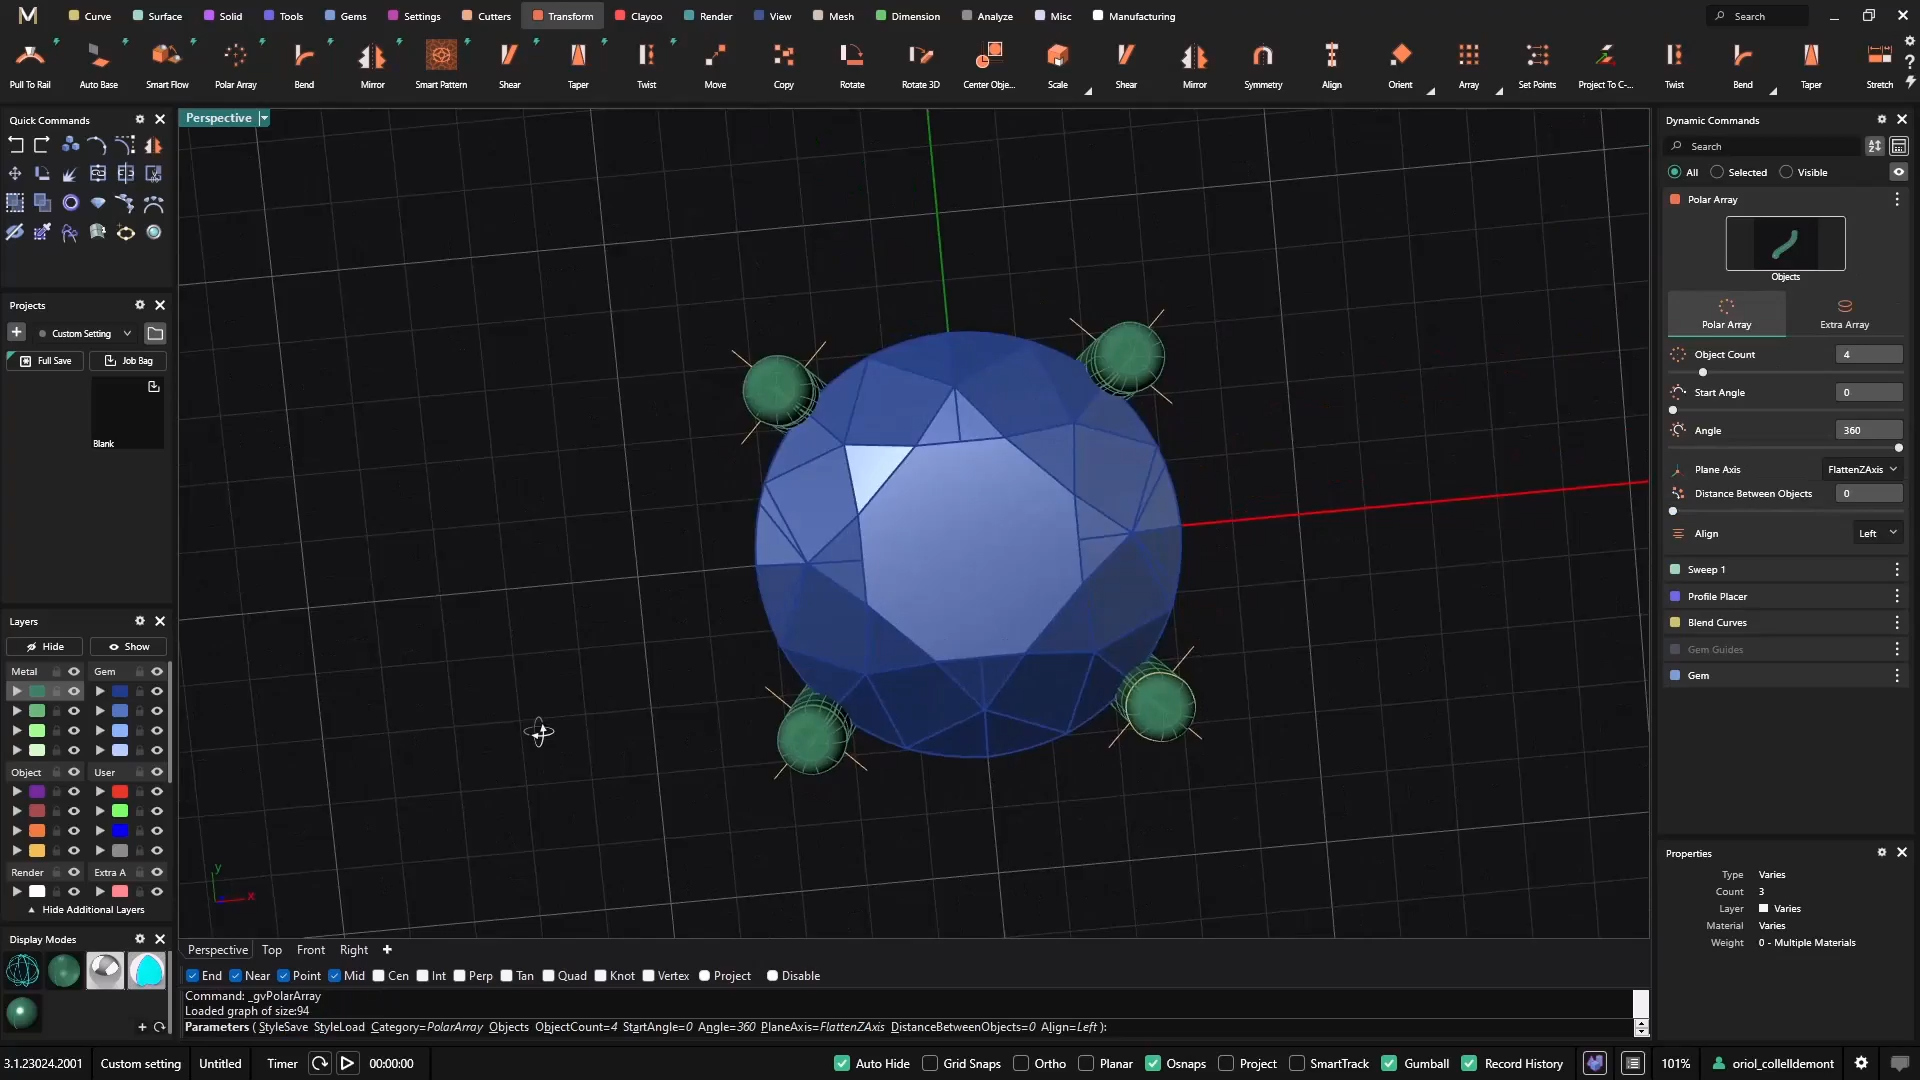 Curve Surface Solid Tools Gems Settings Cutters Transform Clayoo Render View Mesh Dimension Analyze Misc Manufacturing Search
Pull To Rail Auto Base Smart Flow Polar Array Bend Mirror Smart Pattern Shear Taper Twist Move Copy Rotate Rotate 3D Center Obje... Scale Shear Mirror Symmetry Align Orient Array Set Points Project To C-... Twist Bend Taper Stretch
Quick Commands
Projects
Custom Setting
Full Save Job Bag
Blank
Layers
Hide Show
Metal Gem
Object User
Render Extra A
Hide Additional Layers
Display Modes
Perspective
y
x
Perspective Top Front Right
End Near Point Mid Cen Int Perp Tan Quad Knot Vertex Project Disable
Command: _gvPolarArray
Loaded graph of size:94
Parameters ( StyleSave StyleLoad Category=PolarArray Objects ObjectCount=4 StartAngle=0 Angle=360 PlaneAxis=FlattenZAxis DistanceBetweenObjects=0 Align=Left ):
Dynamic Commands
Search
All Selected Visible
Polar Array
Objects
Polar Array Extra Array
Object Count 4
Start Angle 0
Angle 360
Plane Axis FlattenZAxis
Distance Between Objects 0
Align Left
Sweep 1
Profile Placer
Blend Curves
Gem Guides
Gem
Properties
Type Varies
Count 3
Layer Varies
Material Varies
Weight 0 - Multiple Materials
3.1.23024.2001 Custom setting Untitled Timer 00:00:00 Auto Hide Grid Snaps Ortho Planar Osnaps Project SmartTrack Gumball Record History 101% oriol_collelldemont